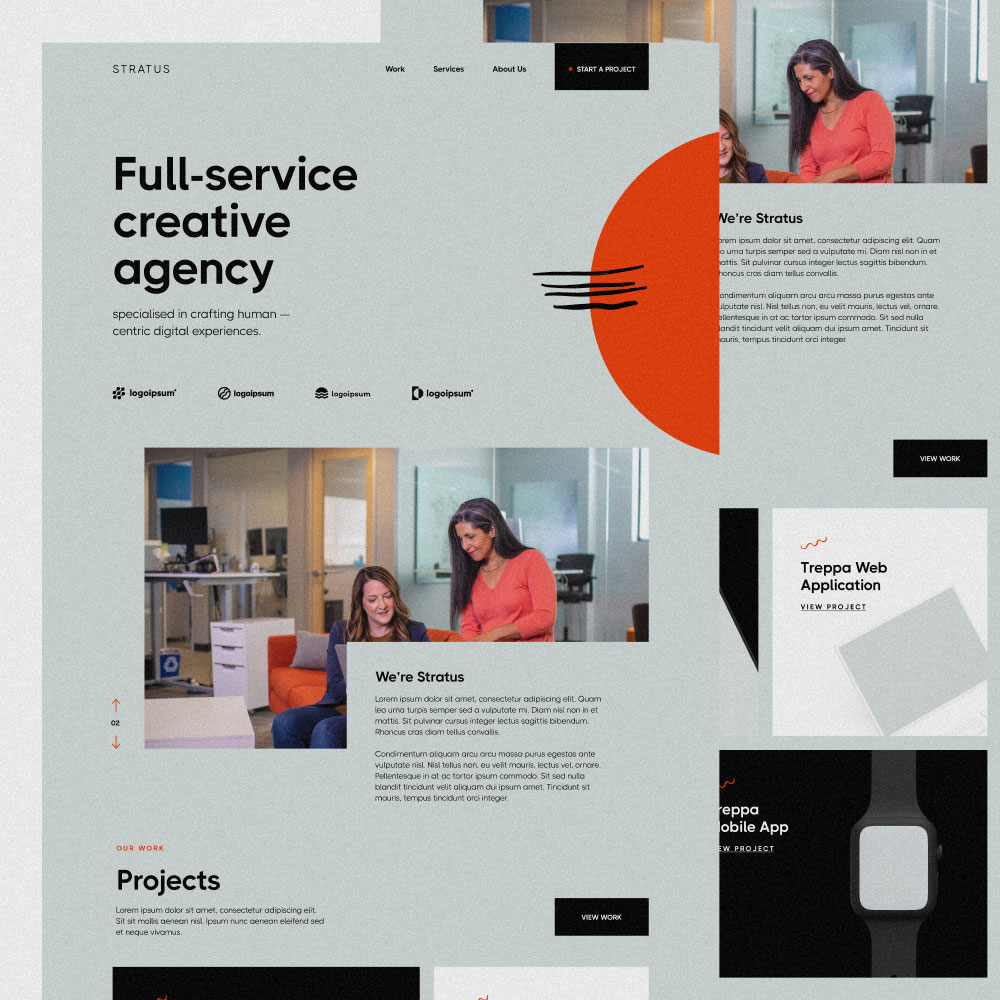 STRATUS
Work
Services
About Us
START A PROJECT
Full-service
creative
agency
specialised in crafting human —
centric digital experiences.
logoipsum
logoipsum
logoipsum
logoipsum
02
We're Stratus
Lorem ipsum dolor sit amet, consectetur adipiscing elit. Quam
leo urna turpis semper sed a vulputate mi. Diam nisl non in et
mattis. Sit pulvinar cursus integer lectus sagittis bibendum.
Rhoncus cras diam tellus convallis.
Condimentum aliquam arcu arcu massa purus egestas ante
vulputate nisl. Nisl tellus non, eu velit mauris, lectus vel, ornare.
Pellentesque in at ac tortor ipsum commodo. Sit sed nulla
blandit tincidunt velit aliquam dui ipsum amet. Tincidunt sit
mauris, tempus tincidunt orci integer.
OUR WORK
Projects
Lorem ipsum dolor sit amet, consectetur adipiscing elit.
Sit sit mollis aenean nisl. Ipsum nunc aenean eleifend sed
et neque vivamus.
VIEW WORK
We're Stratus
orem ipsum dolor sit amet, consectetur adipiscing elit. Quam
eo urna turpis semper sed a vulputate mi. Diam nisl non in et
attis. Sit pulvinar cursus integer lectus sagittis bibendum.
honcus cras diam tellus convallis.
ondimentum aliquam arcu arcu massa purus egestas ante
ulputate nisl. Nisl tellus non, eu velit mauris, lectus vel, ornare.
ellentesque in at ac tortor ipsum commodo. Sit sed nulla
landit tincidunt velit aliquam dui ipsum amet. Tincidunt sit
auris, tempus tincidunt orci integer.
VIEW WORK
Treppa Web
Application
VIEW PROJECT
reppa
obile App
EW PROJECT